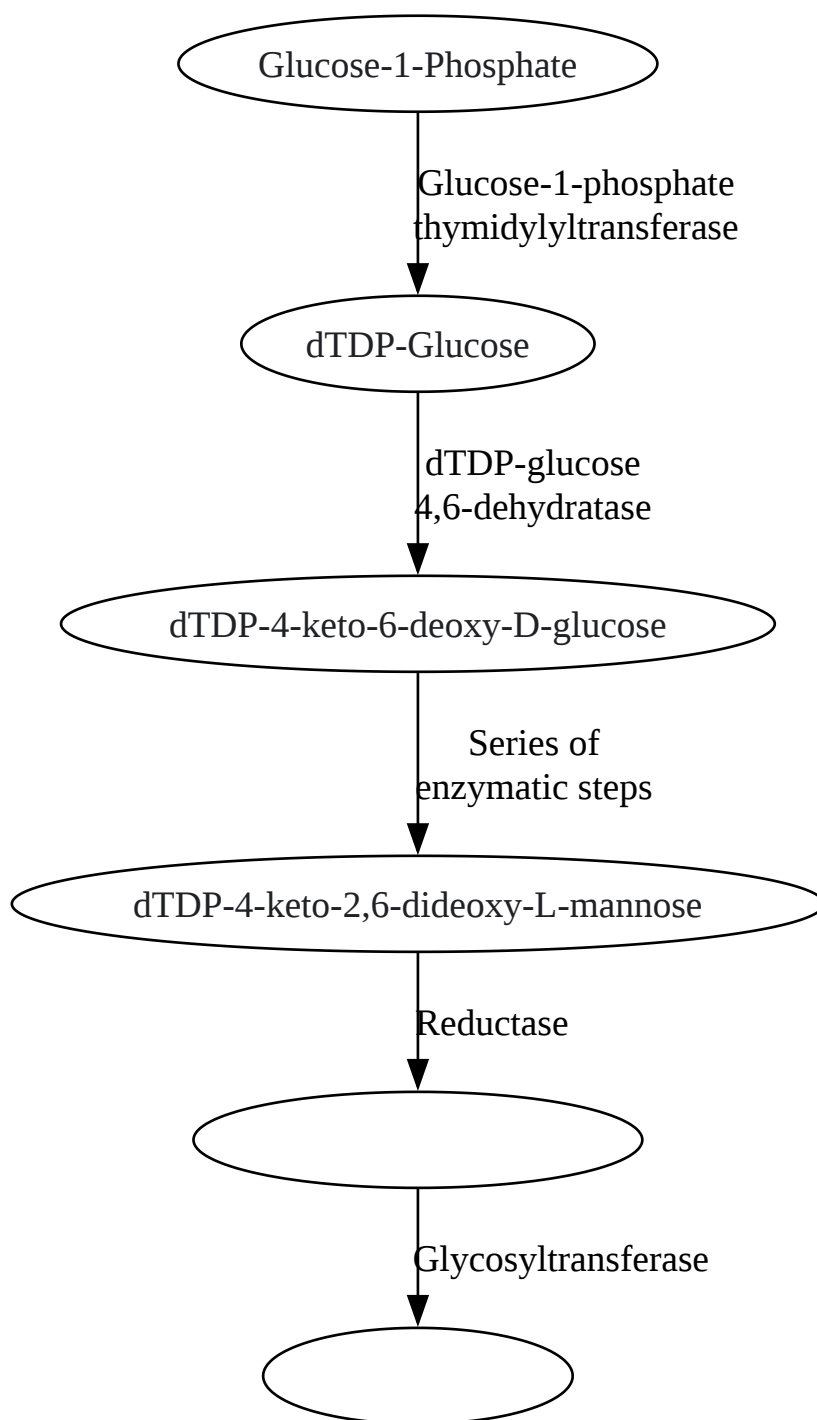 Glucose-1-Phosphate
Glucose-1-phosphate
thymidylyltransferase
dTDP-Glucose
dTDP-glucose
4,6-dehydratase
dTDP-4-keto-6-deoxy-D-glucose
Series of
enzymatic steps
dTDP-4-keto-2,6-dideoxy-L-mannose
Reductase
Glycosyltransferase